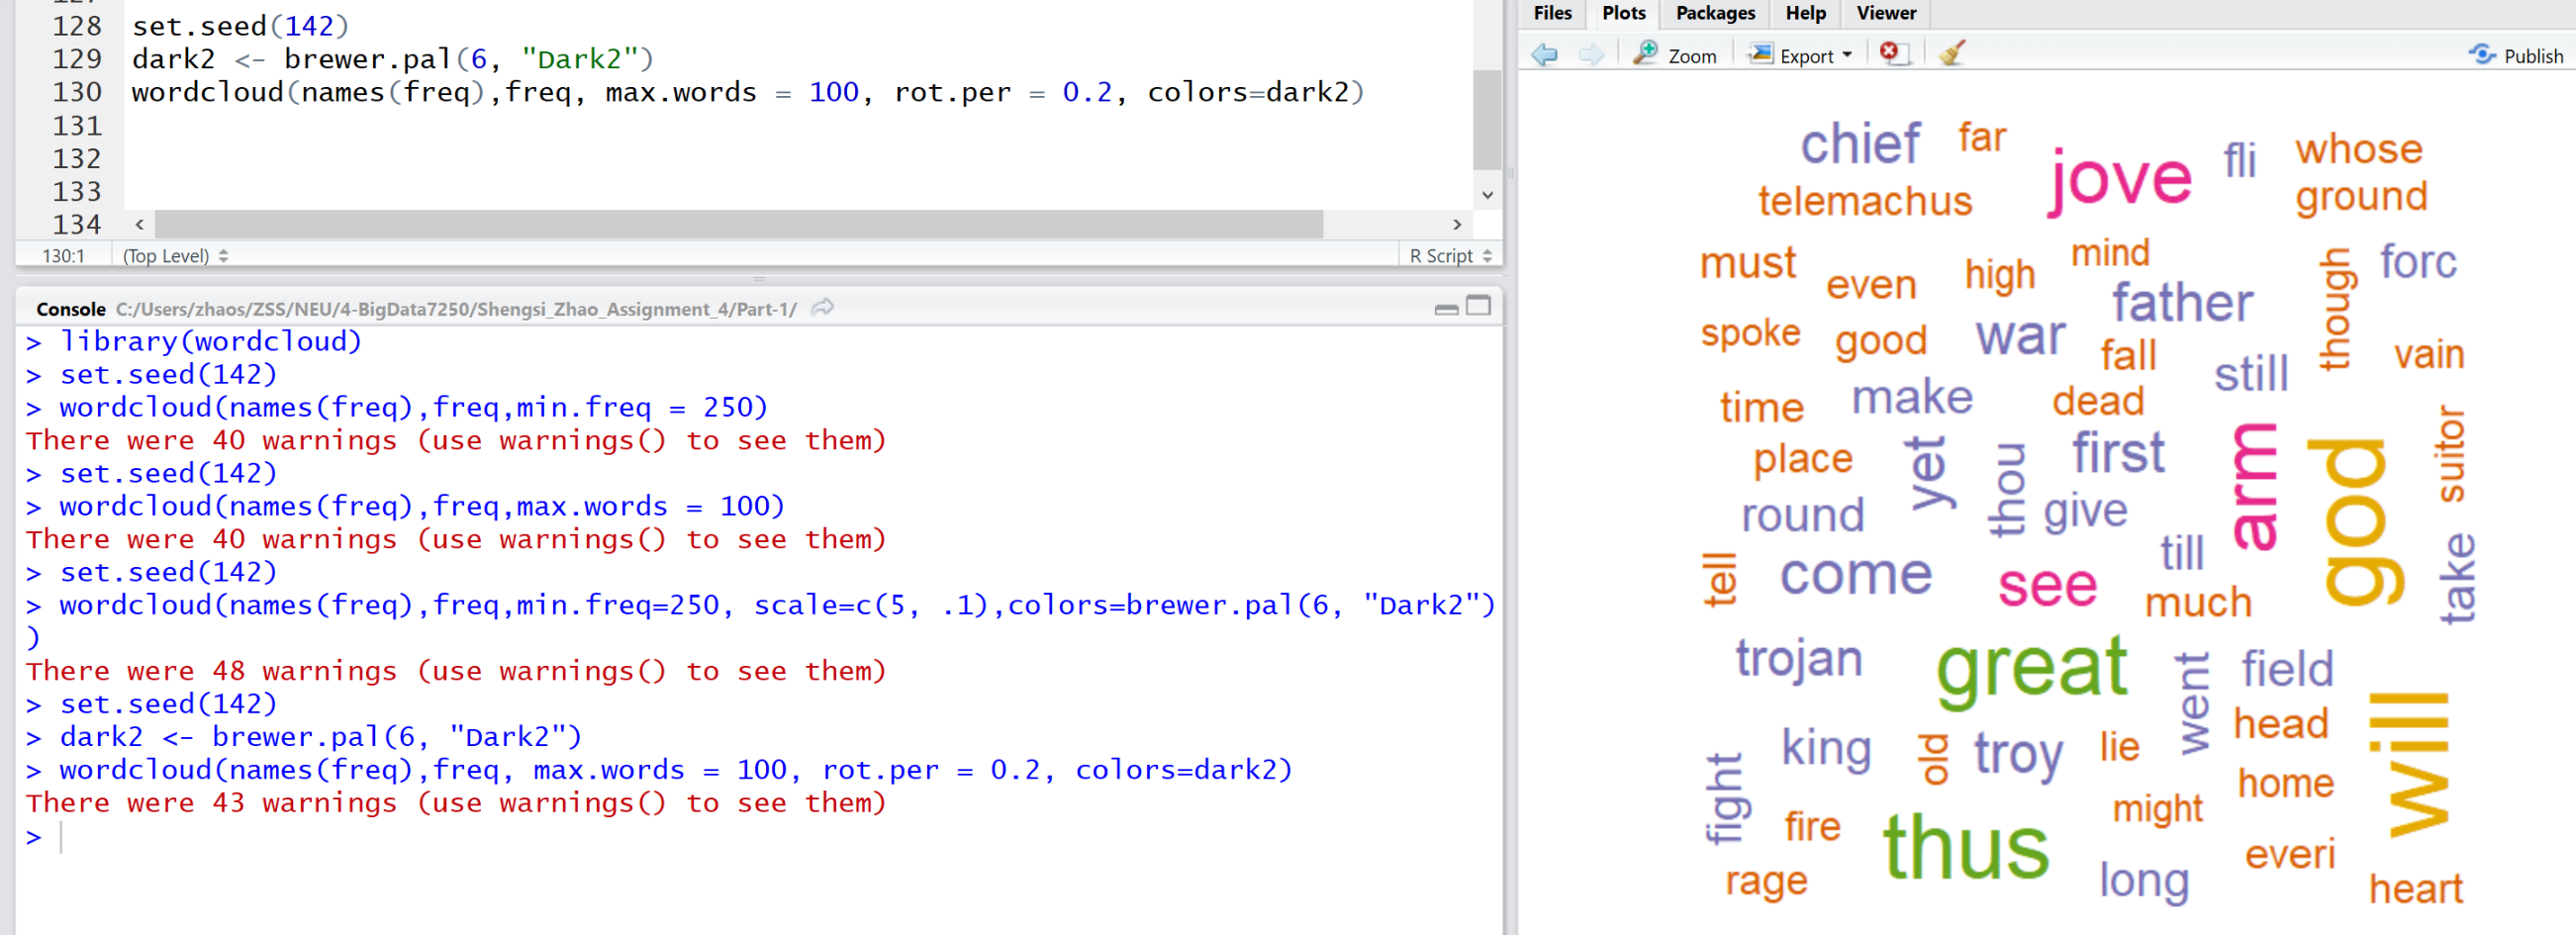 128 set.seed(142)
129 dark2 <- brewer.pal(6, "Dark2")
130 wordcloud(names(freq),freq, max.words = 100, rot.per = 0.2, colors=dark2)
131
132
133
134
130:1 (Top Level) R Script
Console C:/Users/zhaos/ZSS/NEU/4-BigData7250/Shengsi_Zhao_Assignment_4/Part-1/
> library(wordcloud)
> set.seed(142)
> wordcloud(names(freq),freq,min.freq = 250)
There were 40 warnings (use warnings() to see them)
> set.seed(142)
> wordcloud(names(freq),freq,max.words = 100)
There were 40 warnings (use warnings() to see them)
> set.seed(142)
> wordcloud(names(freq),freq,min.freq=250, scale=c(5, .1),colors=brewer.pal(6, "Dark2")
)
There were 48 warnings (use warnings() to see them)
> set.seed(142)
> dark2 <- brewer.pal(6, "Dark2")
> wordcloud(names(freq),freq, max.words = 100, rot.per = 0.2, colors=dark2)
There were 43 warnings (use warnings() to see them)
>
Files Plots Packages Help Viewer
Zoom Export Publish
chief far jove fli whose
telemachus ground
must even high mind though forc
father
spoke good war fall still vain
time make dead
place yet thou first arm god suitor
round give
tell come see till take
much
trojan great went field will
head
king old troy lie
fight home
fire thus might
everi
rage long heart